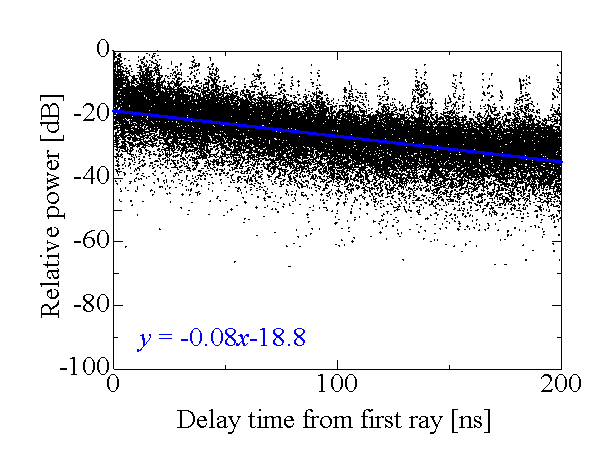 0
-20
-40
-60
-80
-100
Relative power [dB]
y = -0.08x-18.8
0 100 200
Delay time from first ray [ns]